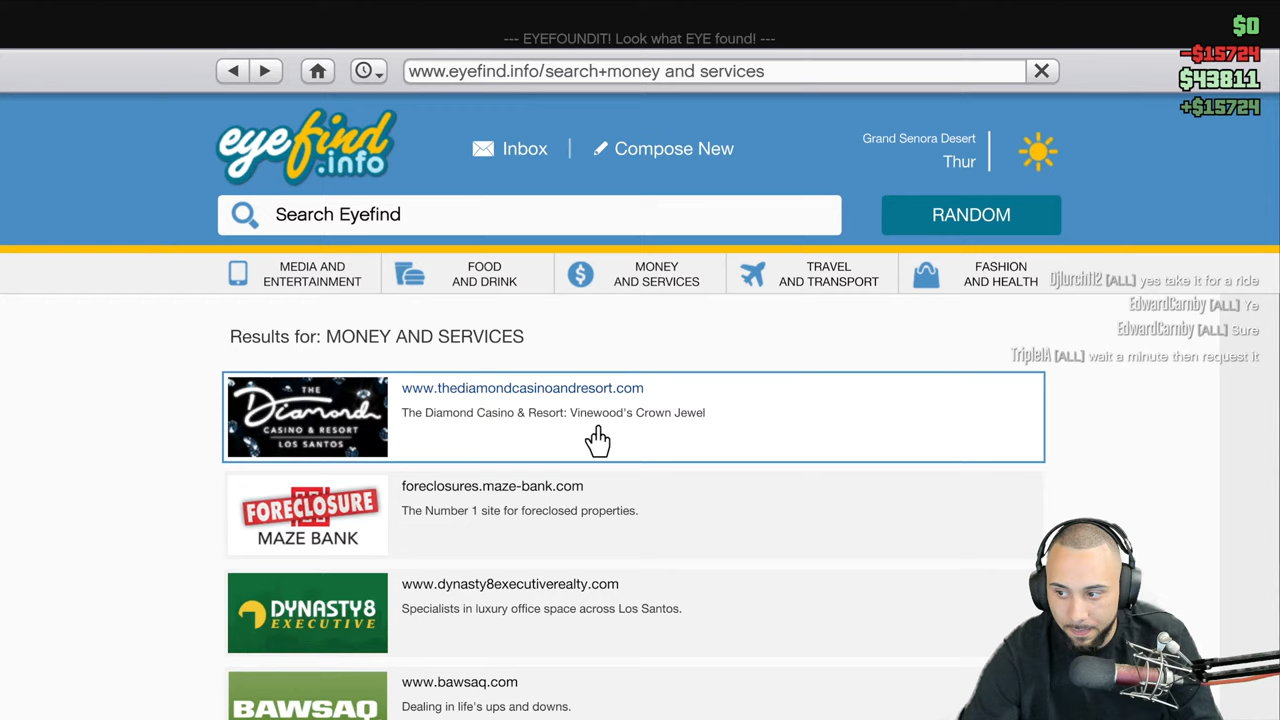 --- EYEFOUNDIT! Look what EYE found! ---
$0
-$15724
$43811
+$15724
www.eyefind.info/search+money and services
eyefind
.info
Inbox
Compose New
Grand Senora Desert
Thur
Search Eyefind
RANDOM
MEDIA AND
ENTERTAINMENT
FOOD
AND DRINK
MONEY
AND SERVICES
TRAVEL
AND TRANSPORT
FASHION
AND HEALTH
Djlurch112 [ALL] yes take it for a ride
EdwardCarnby [ALL] Ye
EdwardCarnby [ALL] Sure
TripleIA [ALL] wait a minute then request it
Results for: MONEY AND SERVICES
THE
Diamond
CASINO & RESORT
LOS SANTOS
www.thediamondcasinoandresort.com
The Diamond Casino & Resort: Vinewood's Crown Jewel
FORECLOSURE
MAZE BANK
foreclosures.maze-bank.com
The Number 1 site for foreclosed properties.
DYNASTY8
EXECUTIVE
www.dynasty8executiverealty.com
Specialists in luxury office space across Los Santos.
BAWSAQ
www.bawsaq.com
Dealing in life's ups and downs.